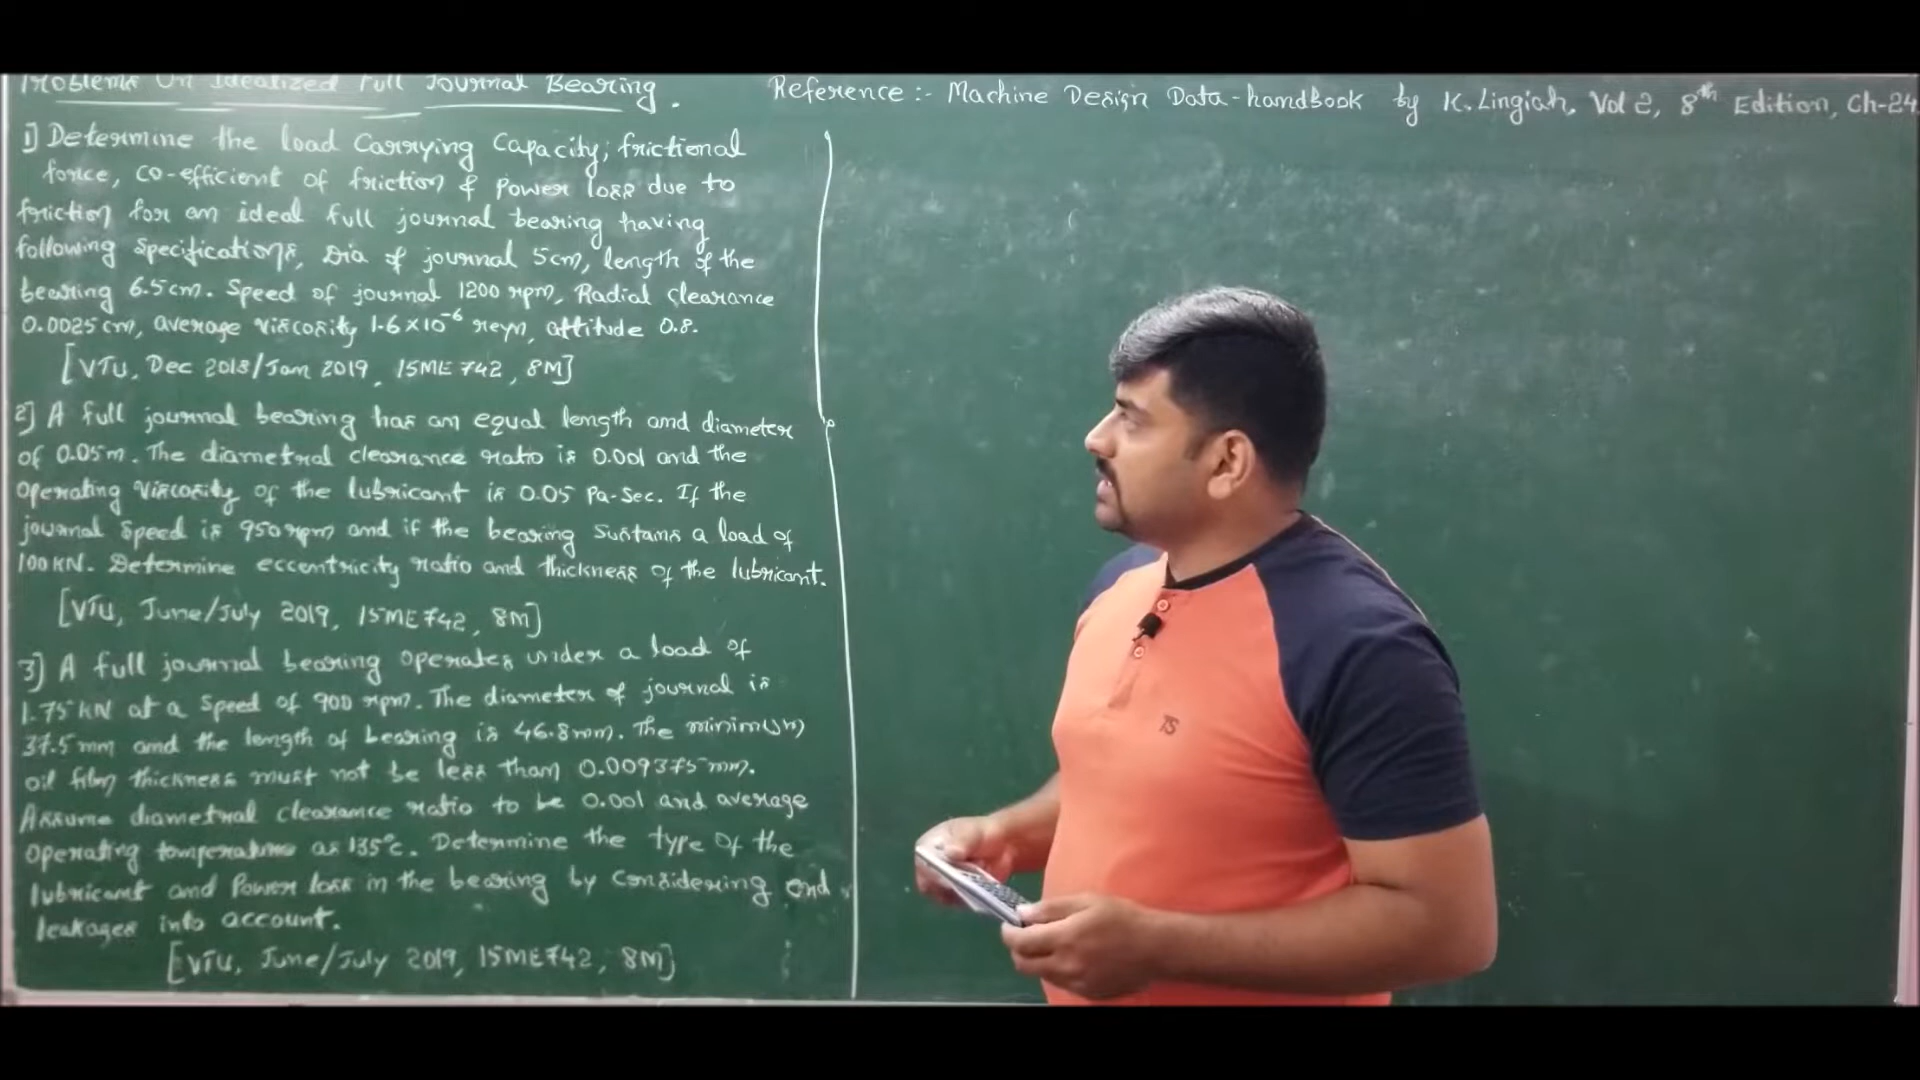 Problems On Idealized Full Journal Bearing.
Reference :- Machine Design Data-handbook by K. Lingiah, Vol 2, 8th Edition, Ch-24
1] Determine the load Carrying Capacity, frictional
force, co-efficient of friction & power loss due to
friction for an ideal full journal bearing having
following specifications, Dia of journal 5cm, length of the
bearing 6.5cm. Speed of journal 1200 rpm, Radial clearance
0.0025 cm, average viscosity 1.6×10⁻⁶ reyn, attitude 0.8.
[VTU, Dec 2018/Jan 2019, 15ME742, 8M]
2] A full journal bearing has an equal length and diameter
of 0.05m. The diametral clearance ratio is 0.001 and the
Operating Viscosity of the lubricant is 0.05 Pa-Sec. If the
journal speed is 950 rpm and if the bearing sustains a load of
100 KN. Determine eccentricity ratio and thickness of the lubricant.
[VTU, June/July 2019, 15ME742, 8M]
3] A full journal bearing operates under a load of
1.75 kN at a speed of 900 rpm. The diameter of journal is
37.5 mm and the length of bearing is 46.8mm. The minimum
oil film thickness must not be less than 0.009375 mm.
Assume diametral clearance ratio to be 0.001 and average
Operating temperature as 135°c. Determine the type of the
lubricant and Power loss in the bearing by considering end
leakages into account.
[VTU, June/July 2019, 15ME742, 8M]
TS